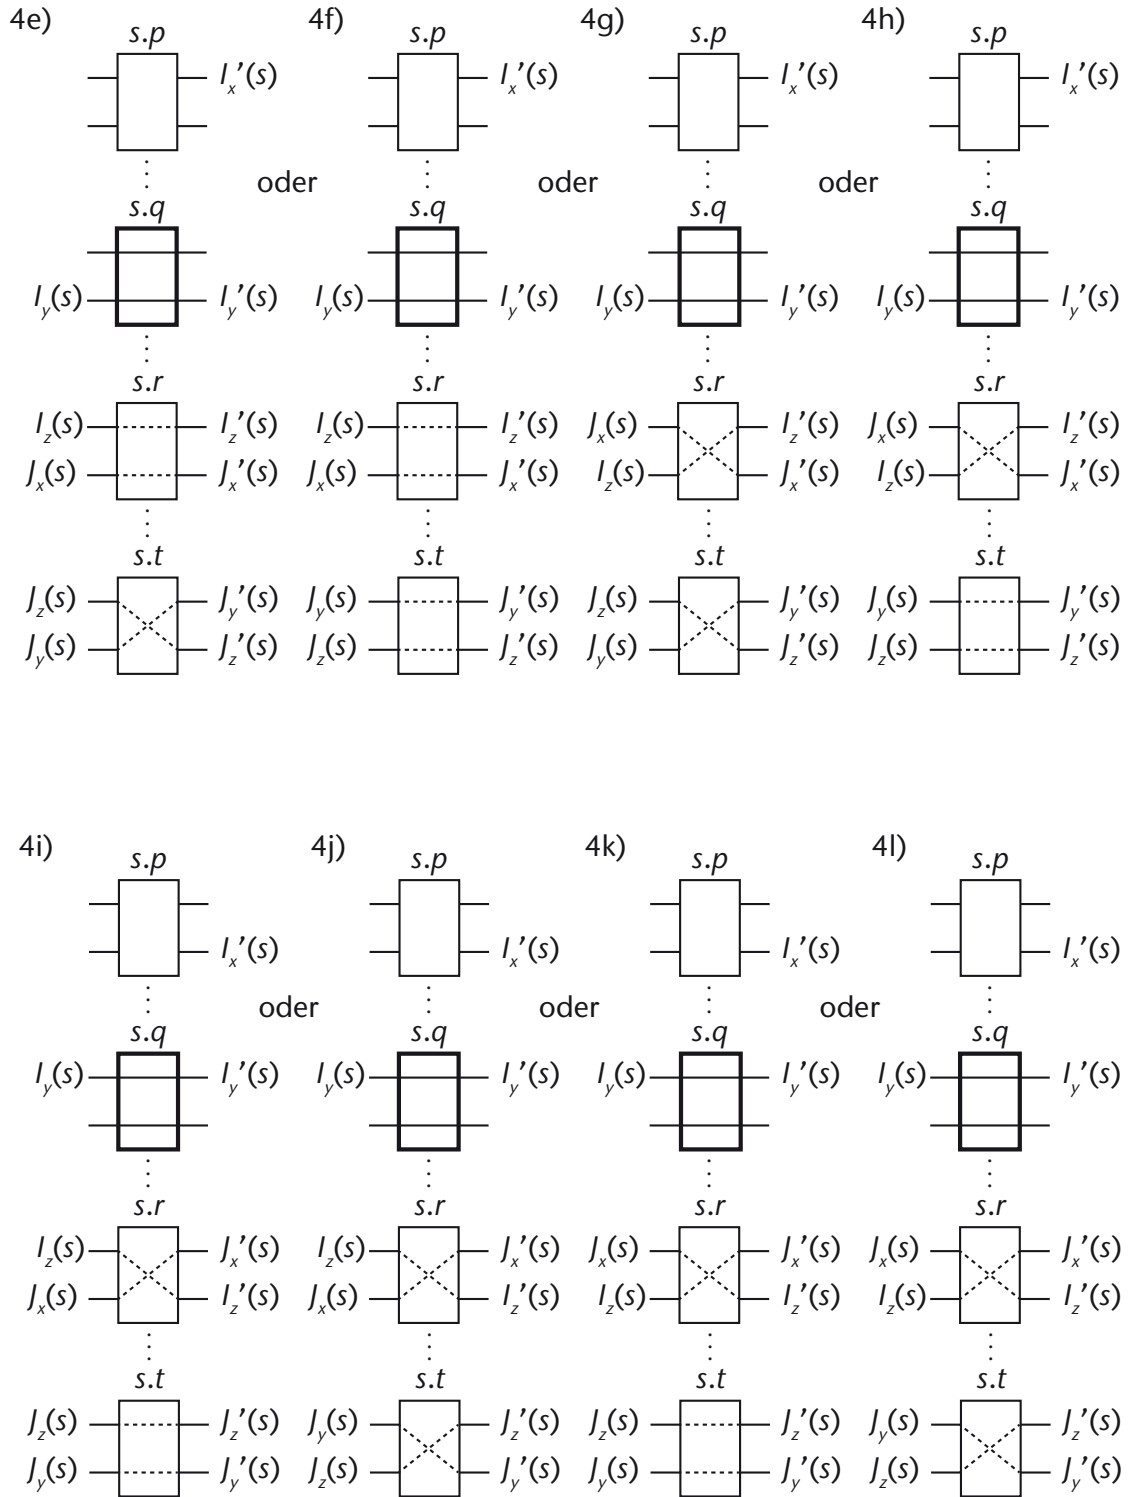 4e) 4f) 4g) 4h)
s.p s.p s.p s.p
I_x'(s) I_x'(s) I_x'(s) I_x'(s)
oder oder oder
s.q s.q s.q s.q
I_y(s) I_y'(s) I_y(s) I_y'(s) I_y(s) I_y'(s) I_y(s) I_y'(s)
s.r s.r s.r s.r
I_z(s) I_z'(s) I_z(s) I_z'(s) J_x(s) I_z'(s) J_x(s) I_z'(s)
J_x(s) J_x'(s) J_x(s) J_x'(s) I_z(s) J_x'(s) I_z(s) J_x'(s)
s.t s.t s.t s.t
J_z(s) J_y'(s) J_y(s) J_y'(s) J_z(s) J_y'(s) J_y(s) J_y'(s)
J_y(s) J_z'(s) J_z(s) J_z'(s) J_y(s) J_z'(s) J_z(s) J_z'(s)
4i) 4j) 4k) 4l)
s.p s.p s.p s.p
I_x'(s) I_x'(s) I_x'(s) I_x'(s)
oder oder oder
s.q s.q s.q s.q
I_y(s) I_y'(s) I_y(s) I_y'(s) I_y(s) I_y'(s) I_y(s) I_y'(s)
s.r s.r s.r s.r
I_z(s) J_x'(s) I_z(s) J_x'(s) J_x(s) J_x'(s) J_x(s) J_x'(s)
J_x(s) I_z'(s) J_x(s) I_z'(s) I_z(s) I_z'(s) I_z(s) I_z'(s)
s.t s.t s.t s.t
J_z(s) J_z'(s) J_y(s) J_z'(s) J_z(s) J_z'(s) J_y(s) J_z'(s)
J_y(s) J_y'(s) J_z(s) J_y'(s) J_y(s) J_y'(s) J_z(s) J_y'(s)